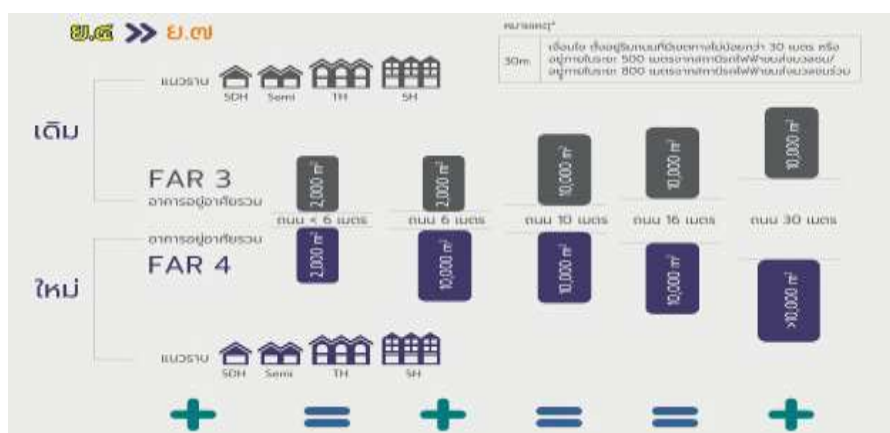 ย.๕ >> ย.๗
หมายเหตุ*
30m
เงื่อนไข ตั้งอยู่ริมถนนที่มีเขตทางไม่น้อยกว่า 30 เมตร หรือ
อยู่ภายในระยะ 500 เมตรจากสถานีรถไฟฟ้าขนส่งมวลชน/
อยู่ภายในระยะ 800 เมตรจากสถานีรถไฟฟ้าขนส่งมวลชนร่วม
แนวราบ
SDH Semi TH SH
เดิม
FAR 3
อาคารอยู่อาศัยรวม
2,000 m²
2,000 m²
10,000 m²
10,000 m²
10,000 m²
ถนน < 6 เมตร
ถนน 6 เมตร
ถนน 10 เมตร
ถนน 16 เมตร
ถนน 30 เมตร
อาคารอยู่อาศัยรวม
FAR 4
ใหม่
2,000 m²
10,000 m²
10,000 m²
10,000 m²
>10,000 m²
แนวราบ
SDH Semi TH SH
+ = + = = +